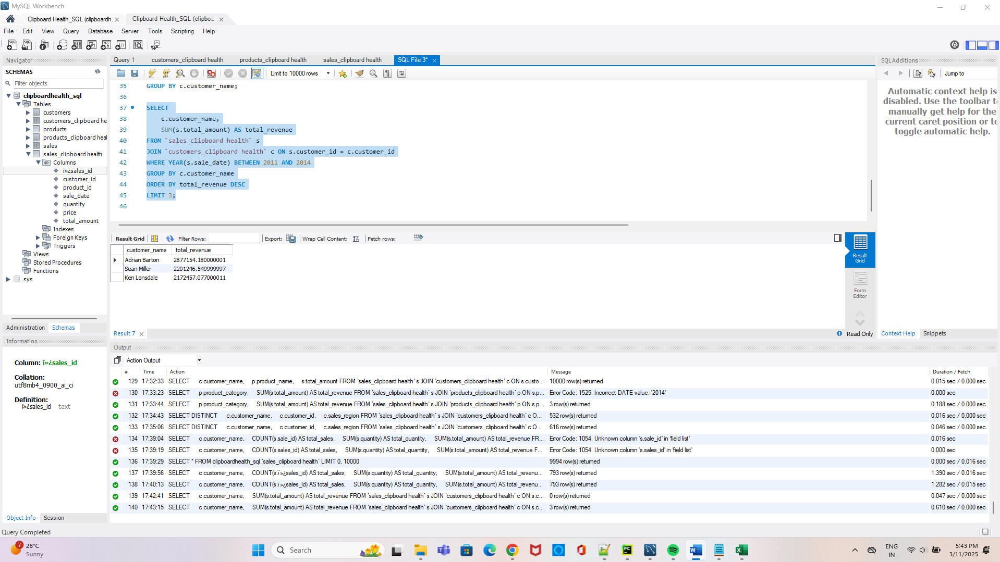 MySQL Workbench
Clipboard Health_SQL (clipboardh...
Clipboard Health_SQL (clipbo...
File Edit View Query Database Server Tools Scripting Help
Navigator
SCHEMAS
Filter objects
clipboardhealth_sql
Tables
customers
customers_clipboard he
products
products_clipboard heal
sales
sales_clipboard health
Columns
ï»¿sales_id
customer_id
product_id
sale_date
quantity
price
total_amount
Indexes
Foreign Keys
Triggers
Views
Stored Procedures
Functions
sys
Administration Schemas
Information
Column: ï»¿sales_id
Collation:
utf8mb4_0900_ai_ci
Definition:
ï»¿sales_id text
Object Info Session
Query Completed
Query 1 customers_clipboard health products_clipboard health sales_clipboard health SQL File 3*
Limit to 10000 rows
35 GROUP BY c.customer_name;
36
37 SELECT
38 c.customer_name,
39 SUM(s.total_amount) AS total_revenue
40 FROM `sales_clipboard health` s
41 JOIN `customers_clipboard health` c ON s.customer_id = c.customer_id
42 WHERE YEAR(s.sale_date) BETWEEN 2011 AND 2014
43 GROUP BY c.customer_name
44 ORDER BY total_revenue DESC
45 LIMIT 3;
46
Result Grid Filter Rows: Export: Wrap Cell Content: IA Fetch rows:
customer_name total_revenue
Adrian Barton 2877154.180000001
Sean Miller 2201246.549999997
Ken Lonsdale 2172457.077000011
Result Grid
Form Editor
Result 7
Read Only
SQLAdditions
Jump to
Automatic context help is
disabled. Use the toolbar to
manually get help for the
current caret position or to
toggle automatic help.
Context Help Snippets
Output
Action Output
# Time Action Message Duration / Fetch
129 17:32:33 SELECT c.customer_name, p.product_name, s.total_amount FROM `sales_clipboard health` s JOIN `customers_clipboard health` c ON s.custo... 10000 row(s) returned 0.015 sec / 0.000 sec
130 17:33:23 SELECT p.product_category, SUM(s.total_amount) AS total_revenue FROM `sales_clipboard health` s JOIN `products_clipboard health` p ON s.p... Error Code: 1525. Incorrect DATE value: '2014' 0.000 sec
131 17:33:44 SELECT p.product_category, SUM(s.total_amount) AS total_revenue FROM `sales_clipboard health` s JOIN `products_clipboard health` p ON s.p... 3 row(s) returned 0.188 sec / 0.000 sec
132 17:34:43 SELECT DISTINCT c.customer_name, c.customer_id, c.sales_region FROM `sales_clipboard health` s JOIN `customers_clipboard health` c O... 532 row(s) returned 0.016 sec / 0.000 sec
133 17:35:06 SELECT DISTINCT c.customer_name, c.customer_id, c.sales_region FROM `sales_clipboard health` s JOIN `customers_clipboard health` c O... 616 row(s) returned 0.046 sec / 0.000 sec
134 17:39:04 SELECT c.customer_name, COUNT(s.sale_id) AS total_sales, SUM(s.quantity) AS total_quantity, SUM(s.total_amount) AS total_revenue FR... Error Code: 1054. Unknown column 's.sale_id' in 'field list' 0.016 sec
135 17:39:19 SELECT c.customer_name, COUNT(s.sales_id) AS total_sales, SUM(s.quantity) AS total_quantity, SUM(s.total_amount) AS total_revenue F... Error Code: 1054. Unknown column 's.sales_id' in 'field list' 0.000 sec
136 17:39:29 SELECT * FROM clipboardhealth_sql.`sales_clipboard health` LIMIT 0, 10000 9994 row(s) returned 0.000 sec / 0.016 sec
137 17:39:56 SELECT c.customer_name, COUNT(s.ï»¿sales_id) AS total_sales, SUM(s.quantity) AS total_quantity, SUM(s.total_amount) AS total_revenu... 793 row(s) returned 1.390 sec / 0.016 sec
138 17:40:13 SELECT c.customer_name, COUNT(s.ï»¿sales_id) AS total_sales, SUM(s.quantity) AS total_quantity, SUM(s.total_amount) AS total_revenu... 793 row(s) returned 1.282 sec / 0.015 sec
139 17:42:41 SELECT c.customer_name, SUM(s.total_amount) AS total_revenue FROM `sales_clipboard health` s JOIN `customers_clipboard health` c ON s.c... 0 row(s) returned 0.047 sec / 0.000 sec
140 17:43:15 SELECT c.customer_name, SUM(s.total_amount) AS total_revenue FROM `sales_clipboard health` s JOIN `customers_clipboard health` c ON s.c... 3 row(s) returned 0.610 sec / 0.000 sec
7
28°C
Sunny
Search
ENG
IN
5:43 PM
3/11/2025